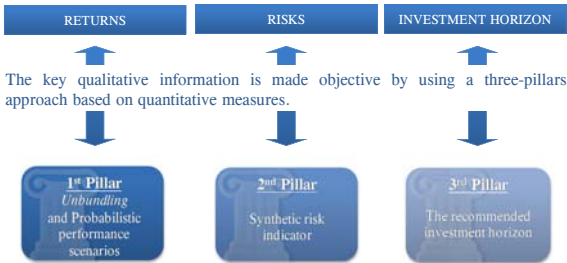 RETURNS
RISKS
INVESTMENT HORIZON
The key qualitative information is made objective by using a three-pillars
approach based on quantitative measures.
1st Pillar
Unbundling
and Probabilistic
performance
scenarios
2nd Pillar
Synthetic risk
indicator
3rd Pillar
The recommended
investment horizon